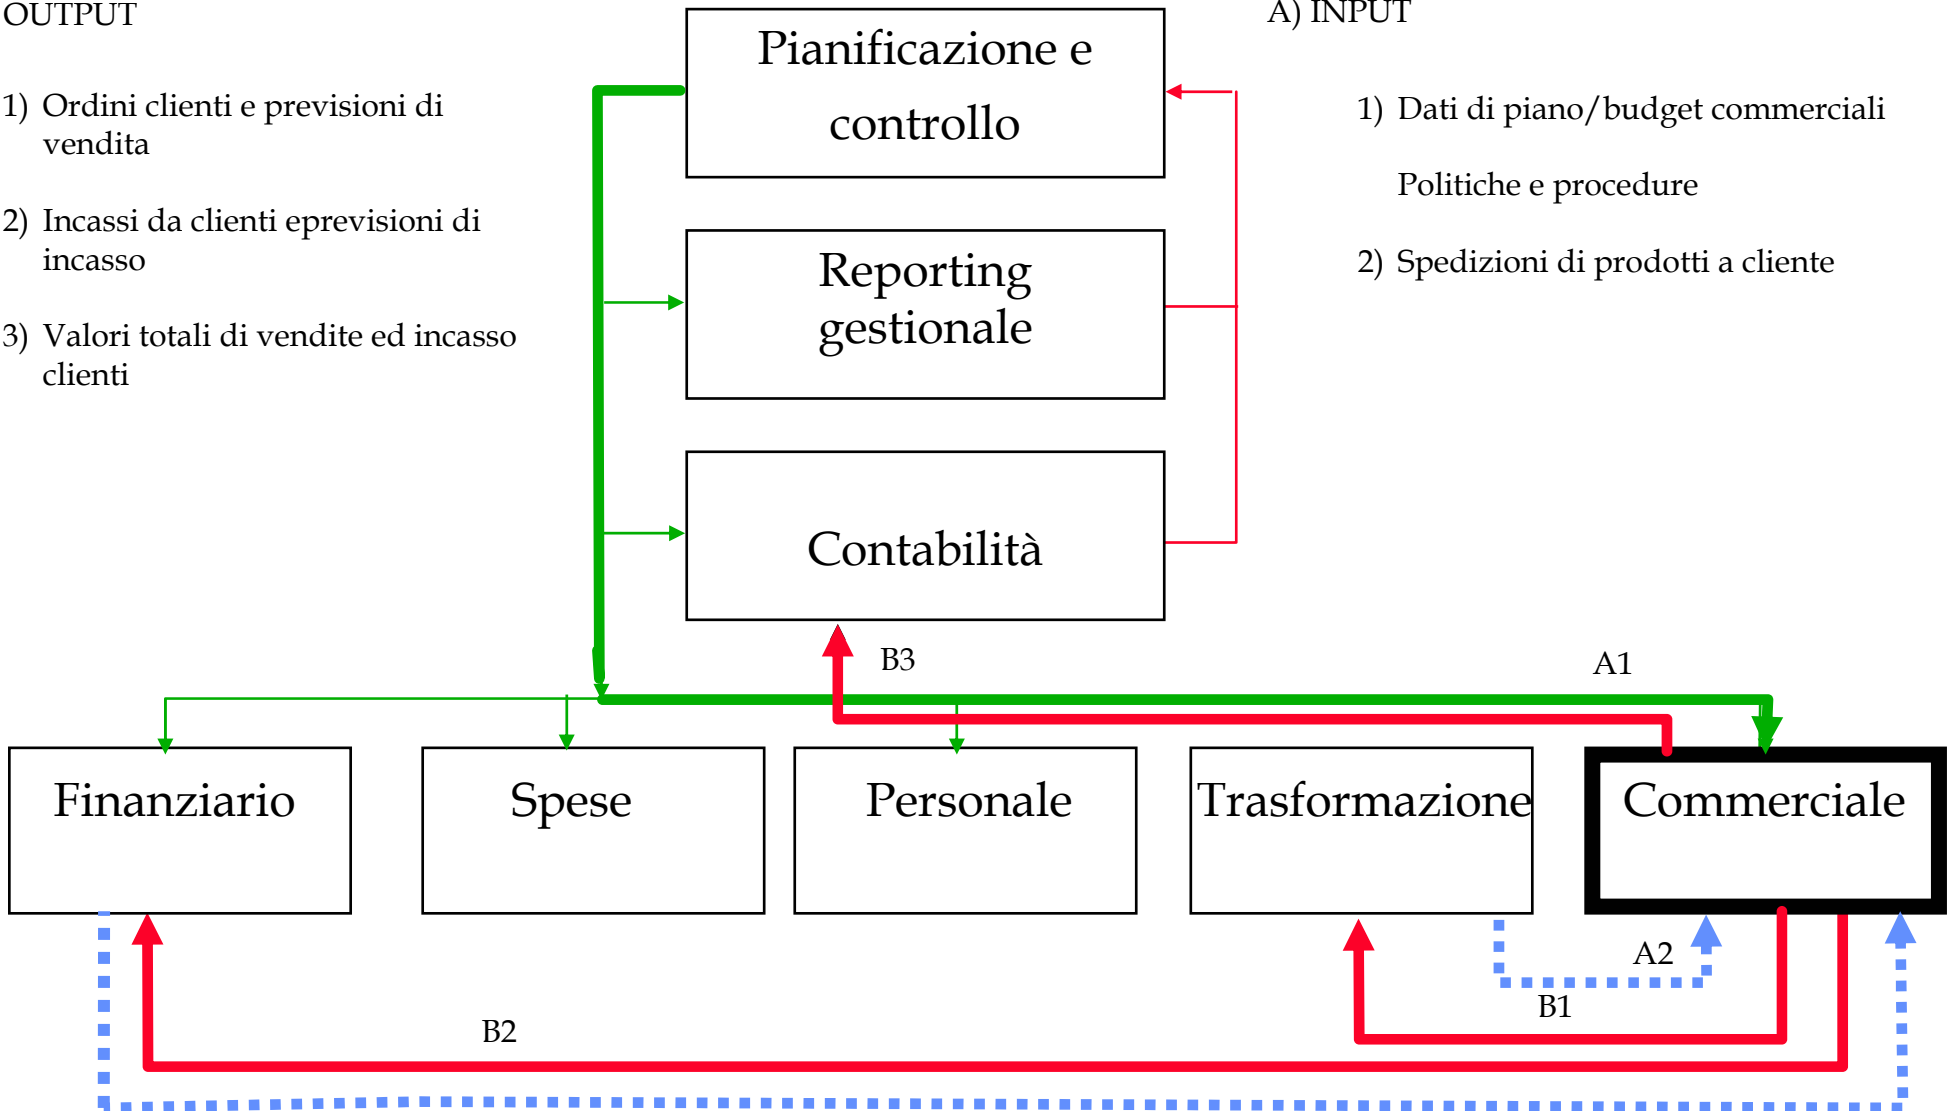 OUTPUT
1) Ordini clienti e previsioni di
vendita
2) Incassi da clienti eprevisioni di
incasso
3) Valori totali di vendite ed incasso
clienti
A) INPUT
1) Dati di piano/budget commerciali
Politiche e procedure
2) Spedizioni di prodotti a cliente
Pianificazione e
controllo
Reporting
gestionale
Contabilità
B3
A1
Finanziario
Spese
Personale
Trasformazione
Commerciale
A2
B1
B2